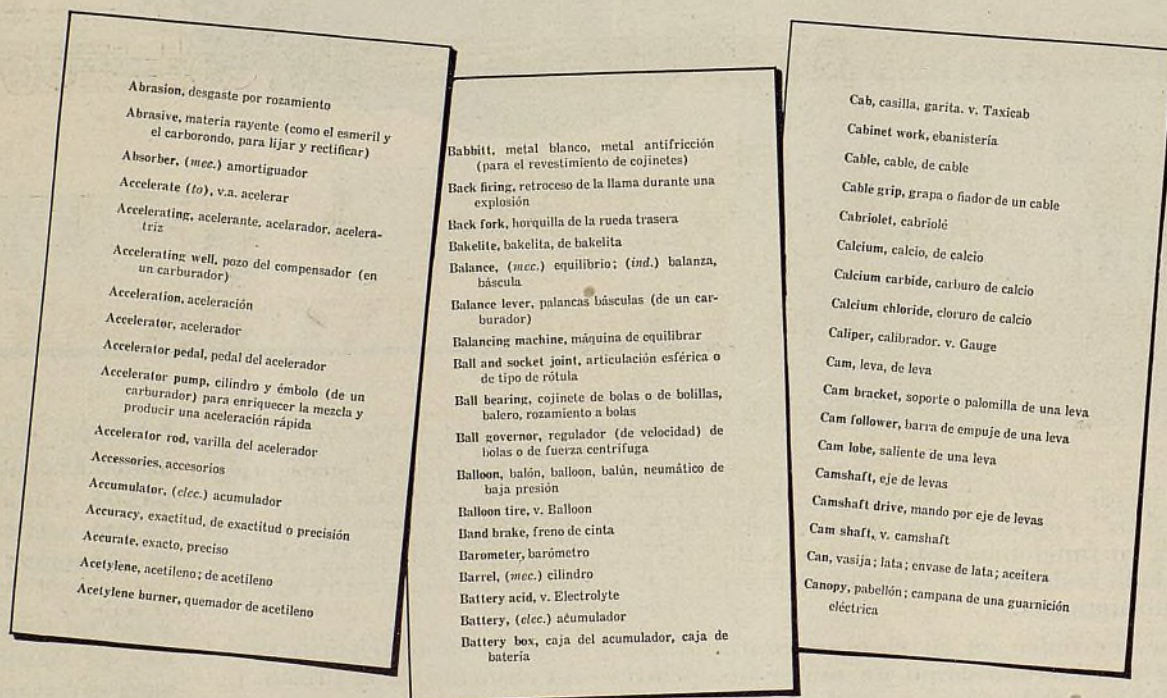 Abrasion, desgaste por rozamiento
Abrasive, materia rayente (como el esmeril y
el carborondo, para lijar y rectificar)
Absorber, (mec.) amortiguador
Accelerate (to), v.a. acelerar
Accelerating, acelerante, acelarador, acelera-
triz
Accelerating well, pozo del compensador (en
un carburador)
Acceleration, aceleración
Accelerator, acelerador
Accelerator pedal, pedal del acelerador
Accelerator pump, cilindro y émbolo (de un
carburador) para enriquecer la mezcla y
producir una aceleración rápida
Accelerator rod, varilla del acelerador
Accessories, accesorios
Accumulator, (elec.) acumulador
Accuracy, exactitud, de exactitud o precisión
Accurate, exacto, preciso
Acetylene, acetileno; de acetileno
Acetylene burner, quemador de acetileno
Babbitt, metal blanco, metal antifricción
(para el revestimiento de cojinetes)
Back firing, retroceso de la llama durante una
explosión
Back fork, horquilla de la rueda trasera
Bakelite, bakelita, de bakelita
Balance, (mec.) equilibrio; (ind.) balanza,
báscula
Balance lever, palancas básculas (de un car-
burador)
Balancing machine, máquina de equilibrar
Ball and socket joint, articulación esférica o
de tipo de rótula
Ball bearing, cojinete de bolas o de bolillas,
balero, rozamiento a bolas
Ball governor, regulador (de velocidad) de
bolas o de fuerza centrífuga
Balloon, balón, balloon, balún, neumático de
baja presión
Balloon tire, v. Balloon
Band brake, freno de cinta
Barometer, barómetro
Barrel, (mec.) cilindro
Battery acid, v. Electrolyte
Battery, (elec.) acumulador
Battery box, caja del acumulador, caja de
batería
Cab, casilla, garita. v. Taxicab
Cabinet work, ebanistería
Cable, cable, de cable
Cable grip, grapa o fiador de un cable
Cabriolet, cabriolé
Calcium, calcio, de calcio
Calcium carbide, carburo de calcio
Calcium chloride, cloruro de calcio
Caliper, calibrador. v. Gauge
Cam, leva, de leva
Cam bracket, soporte o palomilla de una leva
Cam follower, barra de empuje de una leva
Cam lobe, saliente de una leva
Camshaft, eje de levas
Camshaft drive, mando por eje de levas
Cam shaft, v. camshaft
Can, vasija; lata; envase de lata; aceitera
Canopy, pabellón; campana de una guarnición
eléctrica